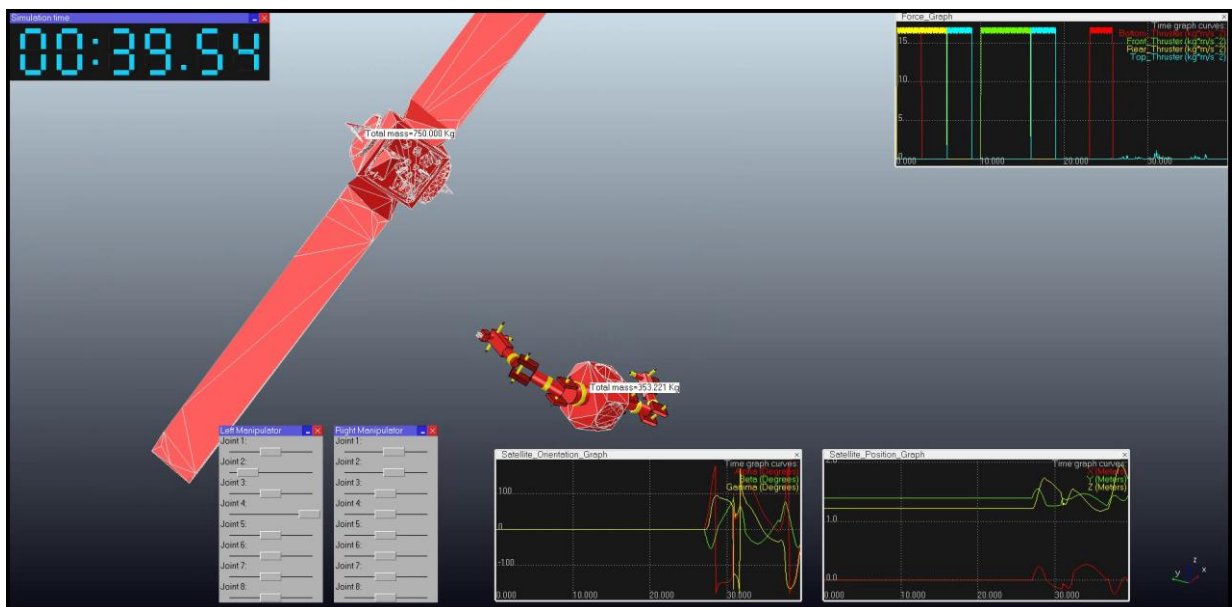 Simulation time
00:39.54
Total mass=750.000 Kg
Total mass=353.221 Kg
Force_Graph
Time graph curves:
Bottom_Thruster (kg*m/s^2)
Front_Thruster (kg*m/s^2)
Rear_Thruster (kg*m/s^2)
Top_Thruster (kg*m/s^2)
15.
10.
5
0
0.000 10.000 20.000 30.000
Left Manipulator
Joint 1:
Joint 2:
Joint 3:
Joint 4:
Joint 5:
Joint 6:
Joint 7:
Joint 8:
Right Manipulator
Joint 1:
Joint 2:
Joint 3:
Joint 4:
Joint 5:
Joint 6:
Joint 7:
Joint 8:
Satellite_Orientation_Graph
Time graph curves:
Alpha (Degrees)
Beta (Degrees)
Gamma (Degrees)
100
0
-100
0.000 10.000 20.000 30.000
Satellite_Position_Graph
Time graph curves:
X (Meters)
Y (Meters)
Z (Meters)
2.0
1.0
0.0
0.000 10.000 20.000 30.000
z
y x